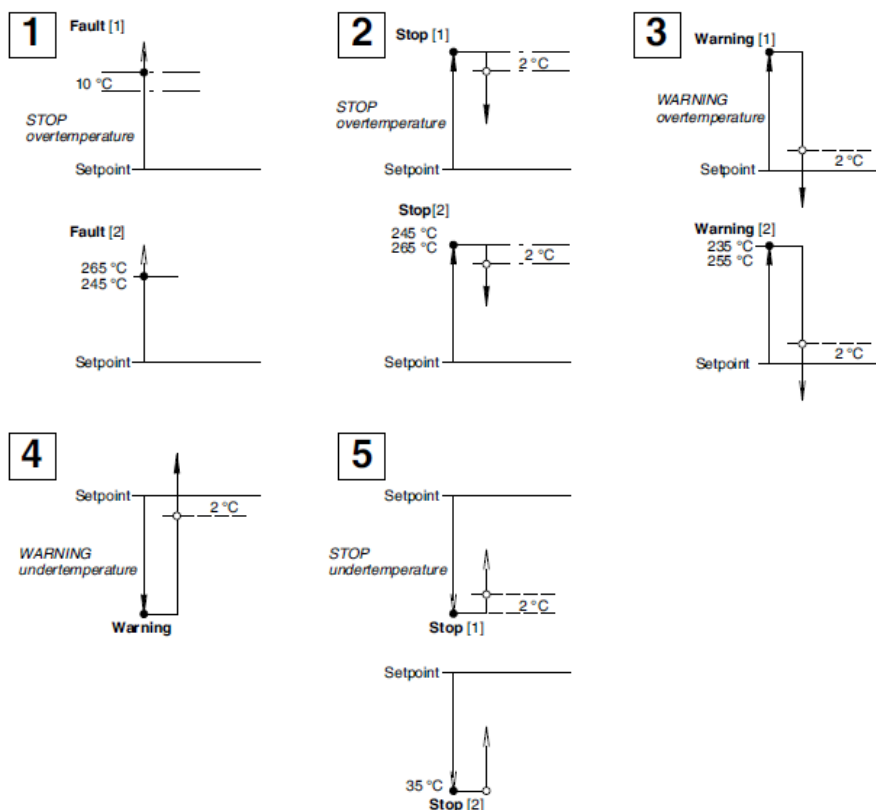 1
Fault [1]
10 °C
STOP
overtemperature
Setpoint
Fault [2]
265 °C
245 °C
Setpoint
2
Stop [1]
2 °C
STOP
overtemperature
Setpoint
Stop[2]
245 °C
265 °C
2 °C
Setpoint
3
Warning [1]
WARNING
overtemperature
2 °C
Setpoint
Warning [2]
235 °C
255 °C
2 °C
Setpoint
4
Setpoint
2 °C
WARNING
undertemperature
Warning
5
Setpoint
STOP
undertemperature
2 °C
Stop [1]
Setpoint
35 °C
Stop [2]